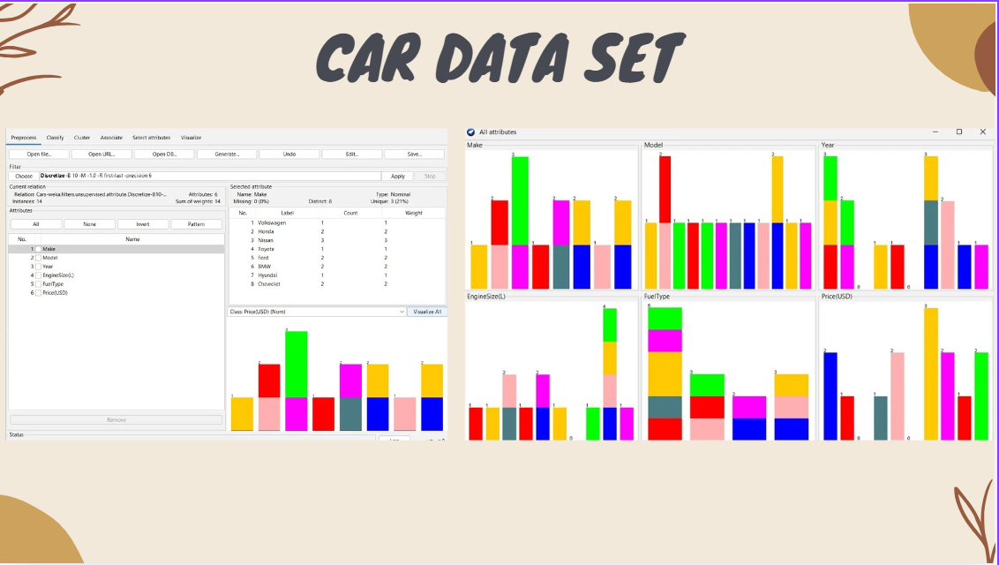 CAR DATA SET
Preprocess Classify Cluster Associate Select attributes Visualize
Open file... Open URL... Open DB... Generate... Undo Edit... Save...
Filter
Choose Discretize -B 10 -M -1.0 -R first-last -precision 6 Apply Stop
Current relation
Relation: Cars-weka.filters.unsupervised.attribute.Discretize-B10-... Attributes: 6
Instances: 14 Sum of weights: 14
Attributes
All None Invert Pattern
No. Name
1 Make
2 Model
3 Year
4 EngineSize(L)
5 FuelType
6 Price(USD)
Remove
Status
Selected attribute
Name: Make Type: Nominal
Missing: 0 (0%) Distinct: 8 Unique: 3 (21%)
No. Label Count Weight
1 Volkswagen 1 1
2 Honda 2 2
3 Nissan 3 3
4 Toyota 1 1
5 Ford 2 2
6 BMW 2 2
7 Hyundai 1 1
8 Chevrolet 2 2
Class: Price(USD) (Nom) Visualize All
1 2 3 1 2 2 1 2
All attributes
Make Model Year
1 2 3 1 2 2 1 2
1 2 1 1 1 1 1 1 1 2 1 1
3 2 0 1 1 0 3 2 1 1
EngineSize(L) FuelType Price(USD)
1 1 2 1 2 1 0 1 4 1
6 3 2 3
2 1 0 1 2 0 3 2 1 2